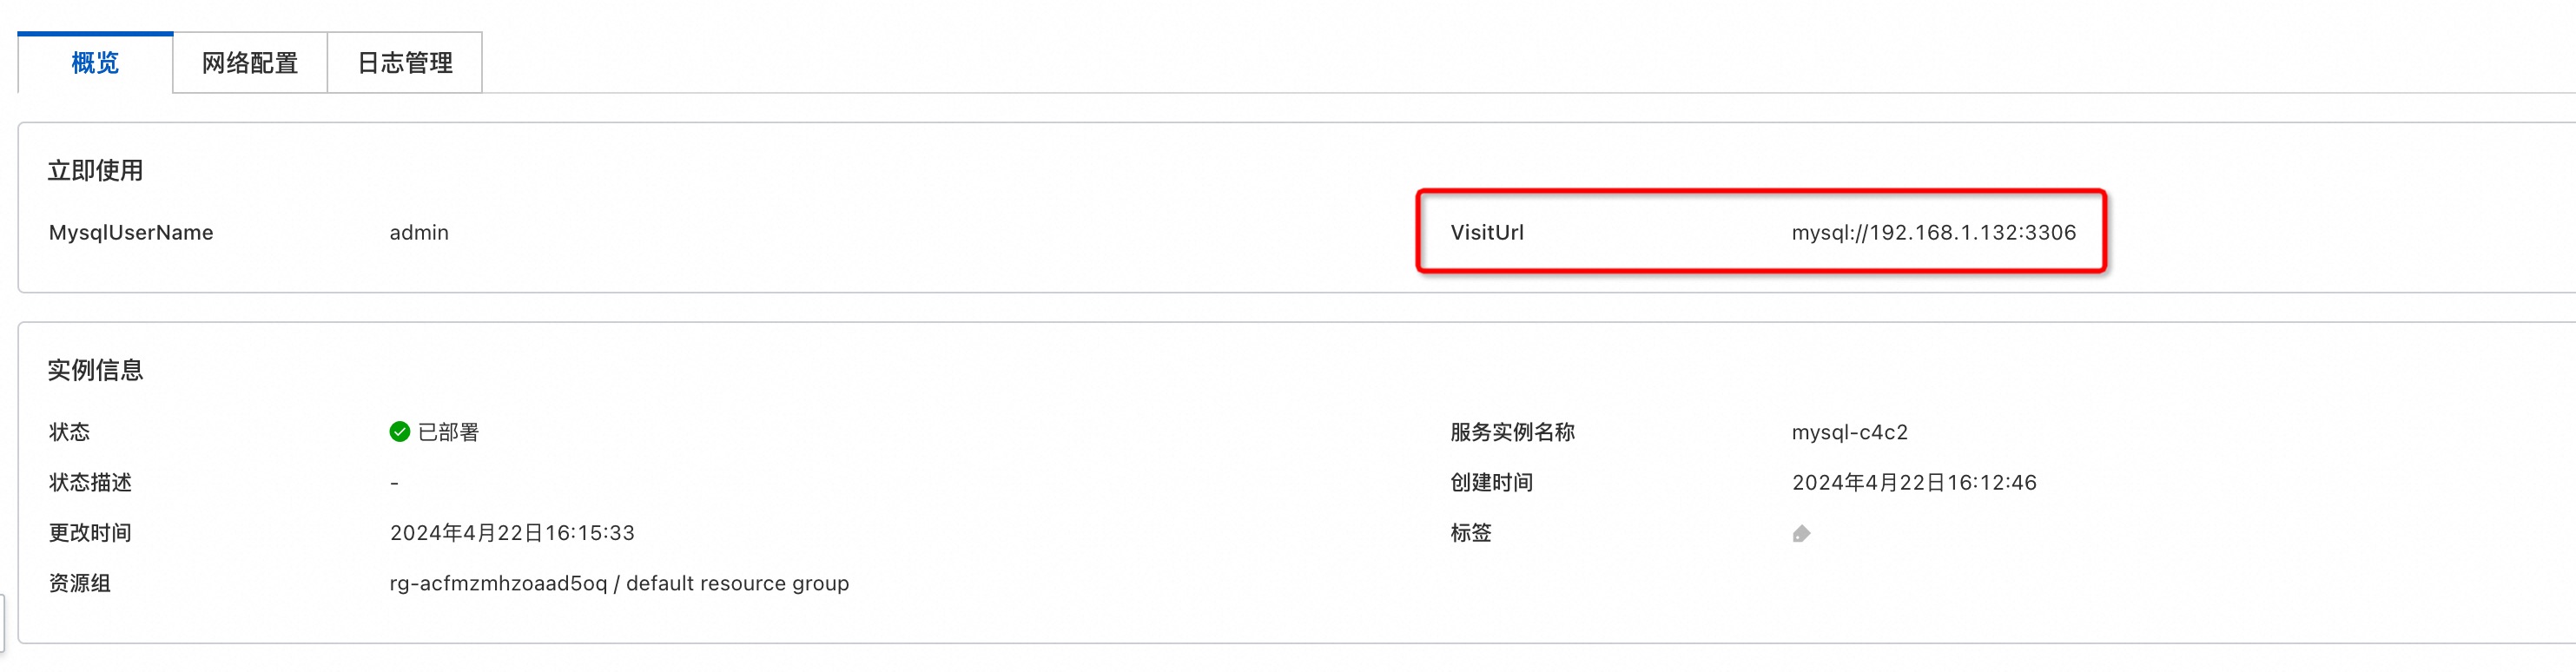 概览 网络配置 日志管理
立即使用
MysqlUserName admin VisitUrl mysql://192.168.1.132:3306
实例信息
状态 已部署 服务实例名称 mysql-c4c2
状态描述 - 创建时间 2024年4月22日16:12:46
更改时间 2024年4月22日16:15:33 标签
资源组 rg-acfmzmhzoaad5oq / default resource group